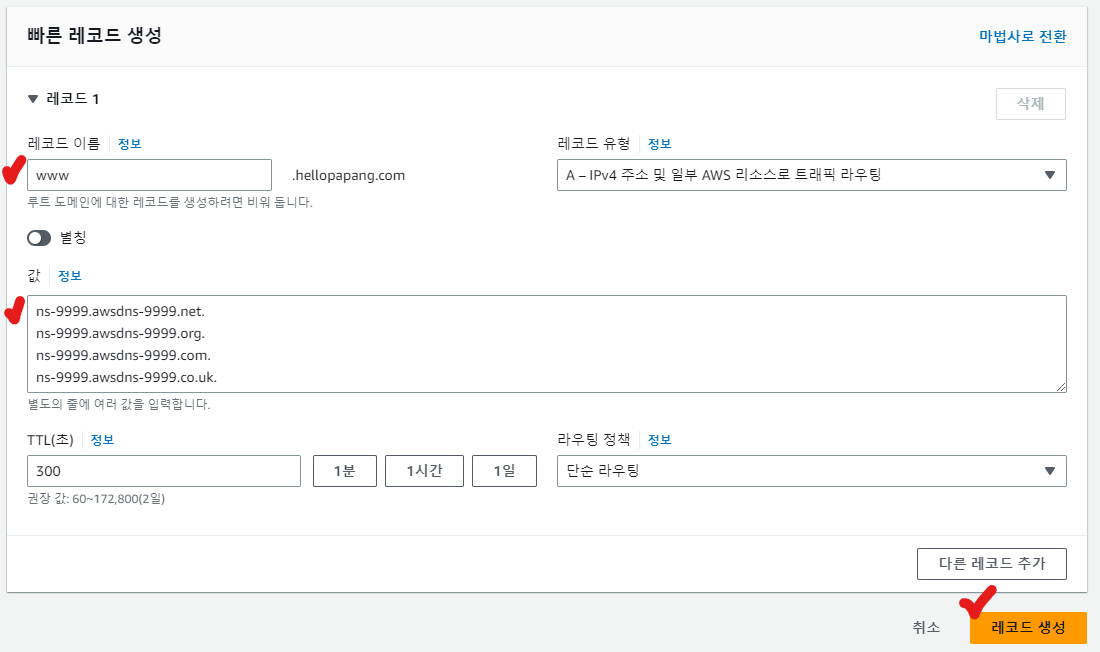 빠른 레코드 생성
마법사로 전환
▼ 레코드 1
삭제
레코드 이름 정보
레코드 유형 정보
www .hellopapang.com
A – IPv4 주소 및 일부 AWS 리소스로 트래픽 라우팅
루트 도메인에 대한 레코드를 생성하려면 비워 둡니다.
별칭
값 정보
ns-9999.awsdns-9999.net.
ns-9999.awsdns-9999.org.
ns-9999.awsdns-9999.com.
ns-9999.awsdns-9999.co.uk.
별도의 줄에 여러 값을 입력합니다.
TTL(초) 정보
라우팅 정책 정보
300 1분 1시간 1일
단순 라우팅
권장 값: 60~172,800(2일)
다른 레코드 추가
취소
레코드 생성